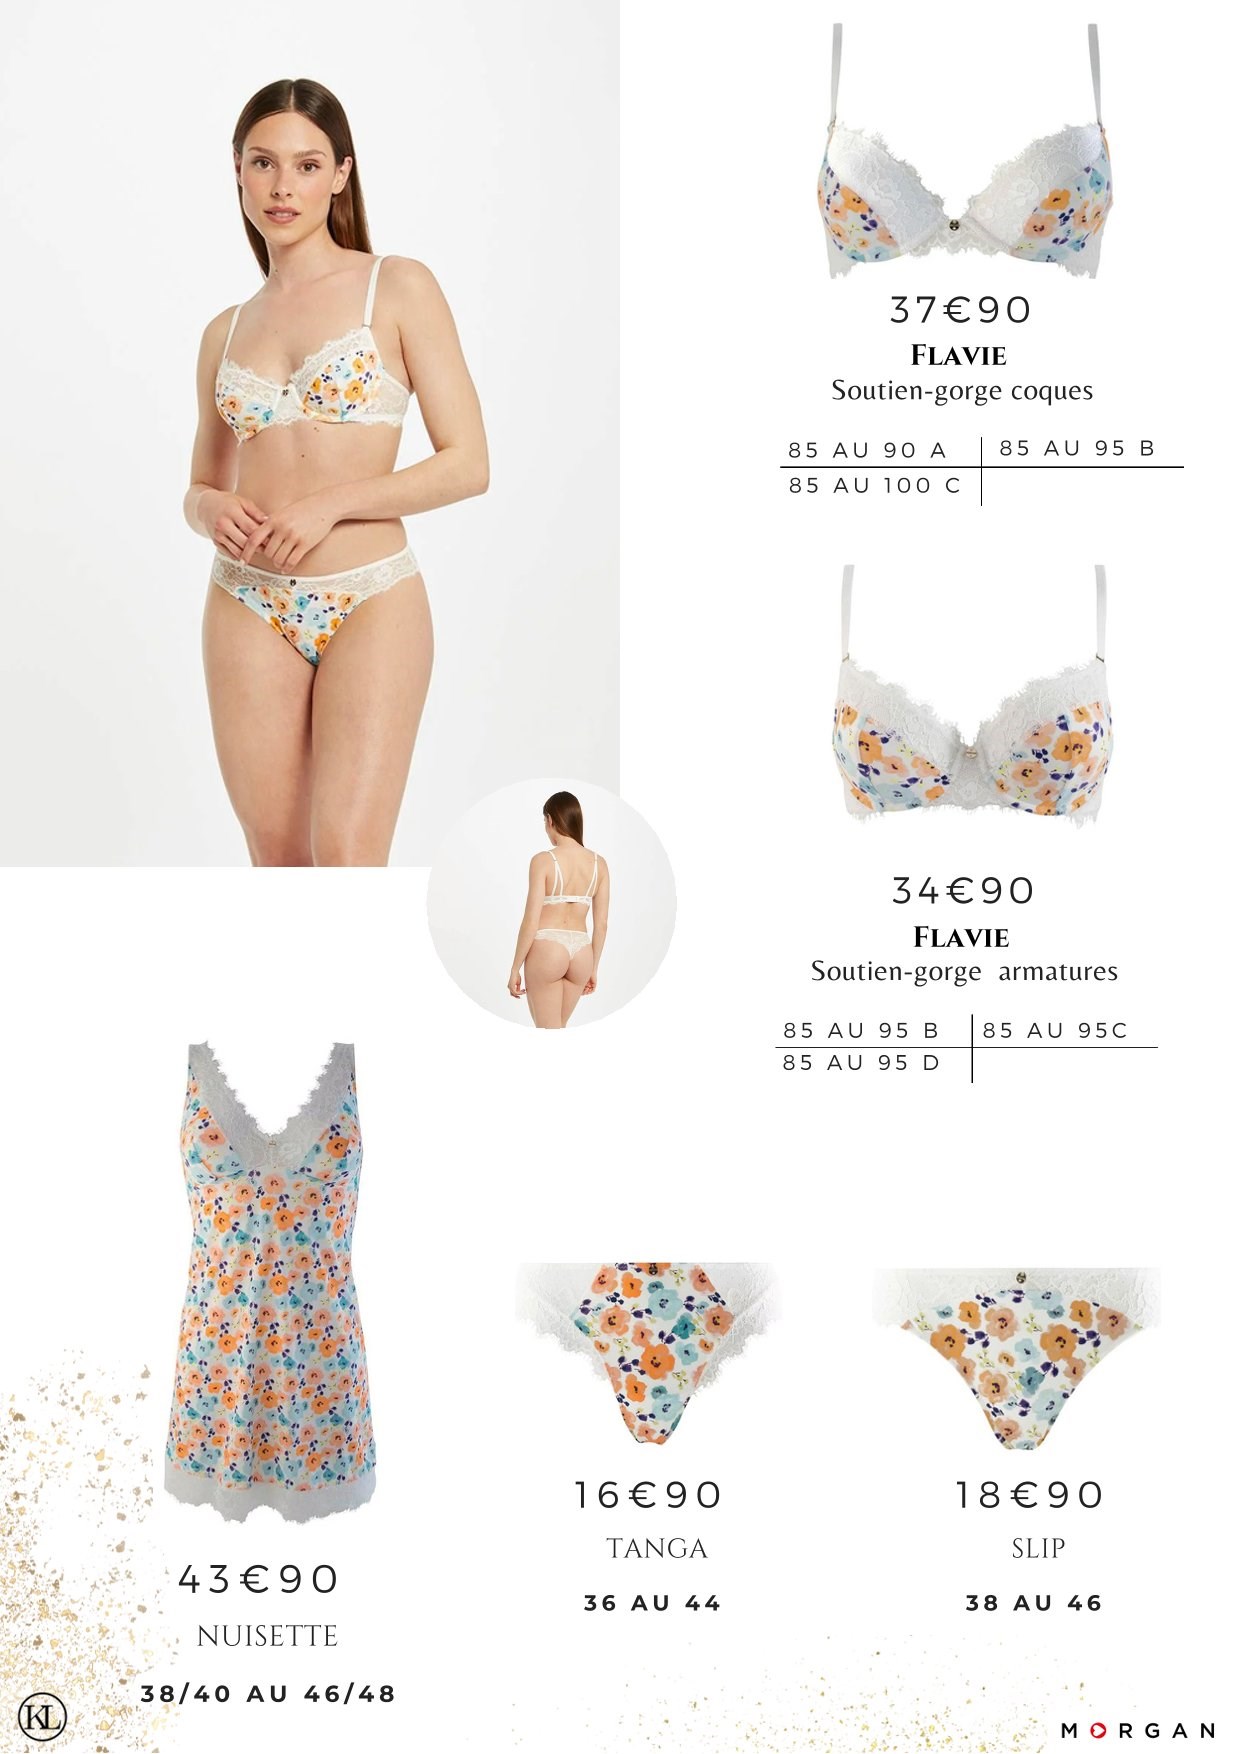 37€90
FLAVIE
Soutien-gorge coques
85 AU 90 A
85 AU 95 B
85 AU 100 C
34€90
FLAVIE
Soutien-gorge armatures
85 AU 95 B
85 AU 95C
85 AU 95 D
16€90
TANGA
36 AU 44
18€90
SLIP
38 AU 46
43€90
NUISETTE
38/40 AU 46/48
KL
MORGAN